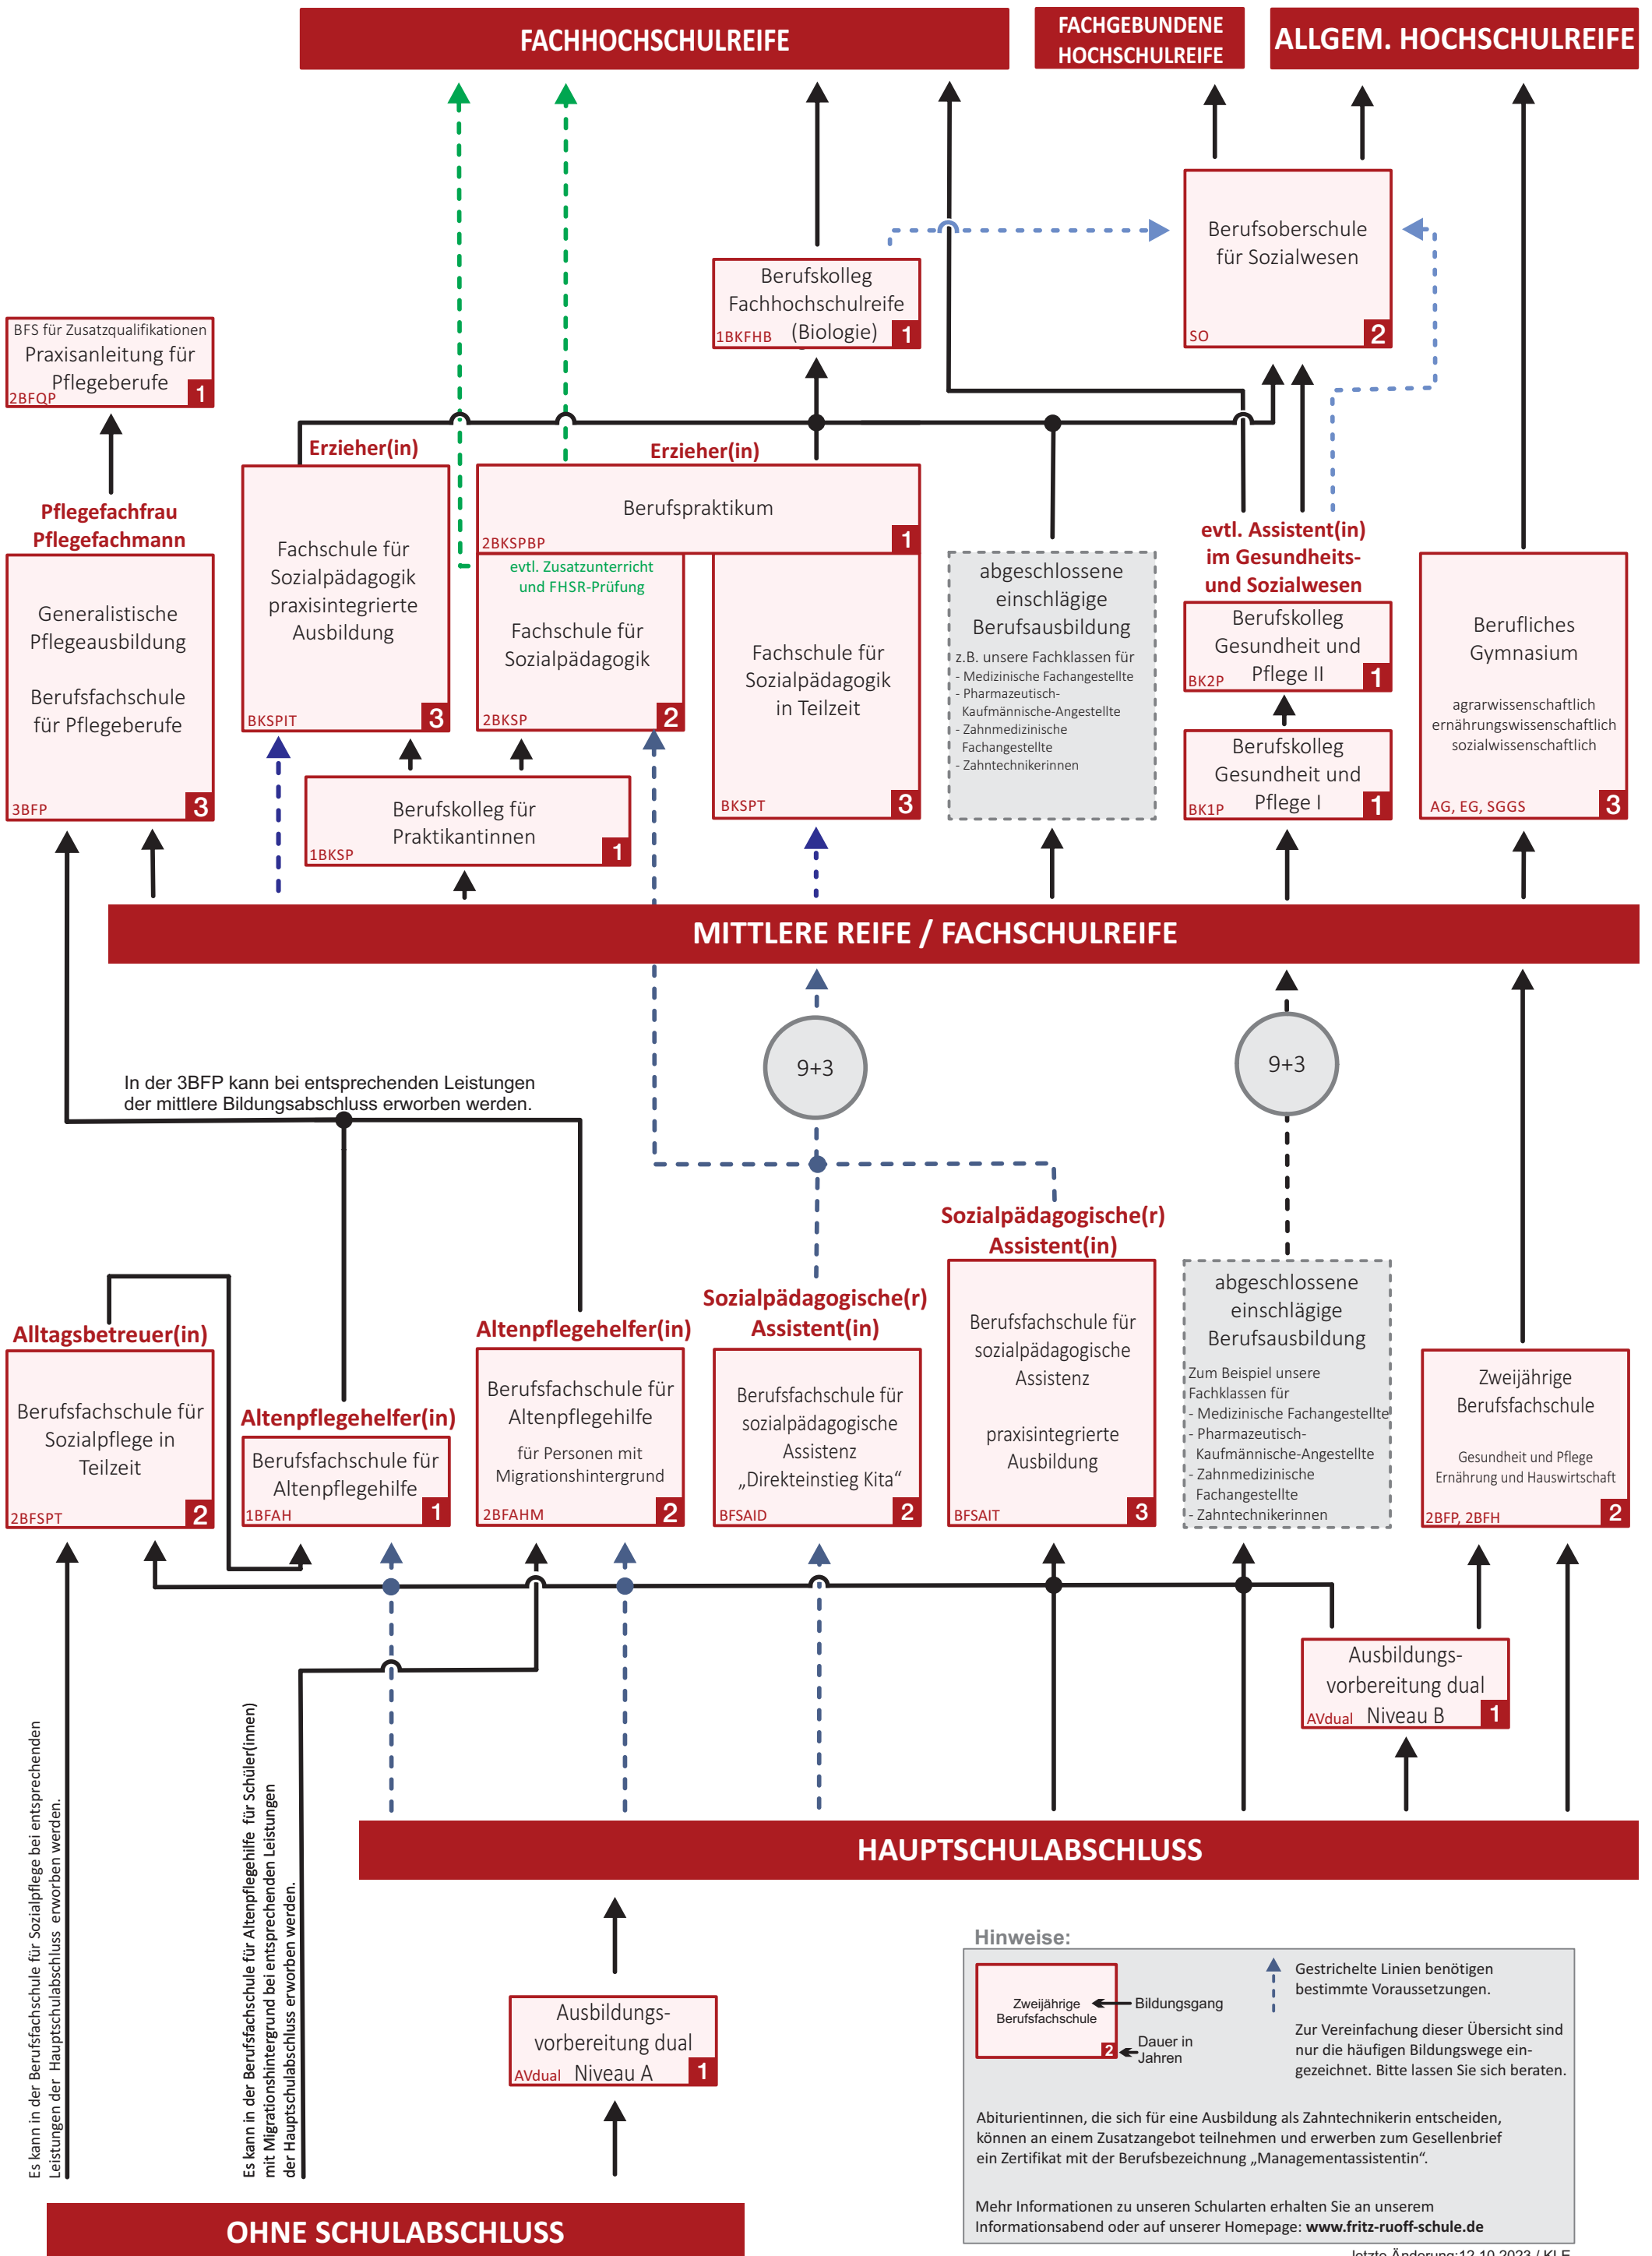 FACHHOCHSCHULREIFE
FACHGEBUNDENE
HOCHSCHULREIFE
ALLGEM. HOCHSCHULREIFE
Berufsoberschule
für Sozialwesen
SO
2
Berufskolleg
Fachhochschulreife
(Biologie)
1BKFHB
1
BFS für Zusatzqualifikationen
Praxisanleitung für
Pflegeberufe
2BFQP
1
Pflegefachfrau
Pflegefachmann
Generalistische
Pflegeausbildung
Berufsfachschule
für Pflegeberufe
3BFP
3
Erzieher(in)
Fachschule für
Sozialpädagogik
praxisintegrierte
Ausbildung
BKSPIT
3
Erzieher(in)
Berufspraktikum
2BKSPBP
1
evtl. Zusatzunterricht
und FHSR-Prüfung
Fachschule für
Sozialpädagogik
2BKSP
2
Fachschule für
Sozialpädagogik
in Teilzeit
BKSPT
3
abgeschlossene
einschlägige
Berufsausbildung
z.B. unsere Fachklassen für
- Medizinische Fachangestellte
- Pharmazeutisch-
Kaufmännische-Angestellte
- Zahnmedizinische
Fachangestellte
- Zahntechnikerinnen
evtl. Assistent(in)
im Gesundheits-
und Sozialwesen
Berufskolleg
Gesundheit und
Pflege II
BK2P
1
Berufskolleg
Gesundheit und
Pflege I
BK1P
1
Berufliches
Gymnasium
agrarwissenschaftlich
ernährungswissenschaftlich
sozialwissenschaftlich
AG, EG, SGGS
3
Berufskolleg für
Praktikantinnen
1BKSP
1
MITTLERE REIFE / FACHSCHULREIFE
9+3
9+3
In der 3BFP kann bei entsprechenden Leistungen
der mittlere Bildungsabschluss erworben werden.
Alltagsbetreuer(in)
Berufsfachschule für
Sozialpflege in
Teilzeit
2BFSPT
2
Altenpflegehelfer(in)
Berufsfachschule für
Altenpflegehilfe
1BFAH
1
Altenpflegehelfer(in)
Berufsfachschule für
Altenpflegehilfe
für Personen mit
Migrationshintergrund
2BFAHM
2
Sozialpädagogische(r)
Assistent(in)
Berufsfachschule für
sozialpädagogische
Assistenz
„Direkteinstieg Kita“
BFSAID
2
Sozialpädagogische(r)
Assistent(in)
Berufsfachschule für
sozialpädagogische
Assistenz
praxisintegrierte
Ausbildung
BFSAIT
3
abgeschlossene
einschlägige
Berufsausbildung
Zum Beispiel unsere
Fachklassen für
- Medizinische Fachangestellte
- Pharmazeutisch-
Kaufmännische-Angestellte
- Zahnmedizinische
Fachangestellte
- Zahntechnikerinnen
Zweijährige
Berufsfachschule
Gesundheit und Pflege
Ernährung und Hauswirtschaft
2BFP, 2BFH
2
Ausbildungs-
vorbereitung dual
Niveau B
AVdual
1
Es kann in der Berufsfachschule für Sozialpflege bei entsprechenden
Leistungen der Hauptschulabschluss erworben werden.
Es kann in der Berufsfachschule für Altenpflegehilfe für Schüler(innen)
mit Migrationshintergrund bei entsprechenden Leistungen
der Hauptschulabschluss erworben werden.
HAUPTSCHULABSCHLUSS
Ausbildungs-
vorbereitung dual
Niveau A
AVdual
1
OHNE SCHULABSCHLUSS
Hinweise:
Zweijährige
Berufsfachschule
2
Bildungsgang
Dauer in
Jahren
Gestrichelte Linien benötigen
bestimmte Voraussetzungen.
Zur Vereinfachung dieser Übersicht sind
nur die häufigen Bildungswege ein-
gezeichnet. Bitte lassen Sie sich beraten.
Abiturientinnen, die sich für eine Ausbildung als Zahntechnikerin entscheiden,
können an einem Zusatzangebot teilnehmen und erwerben zum Gesellenbrief
ein Zertifikat mit der Berufsbezeichnung „Managementassistentin“.
Mehr Informationen zu unseren Schularten erhalten Sie an unserem
Informationsabend oder auf unserer Homepage: www.fritz-ruoff-schule.de
letzte Änderung:12.10.2023 / KLE